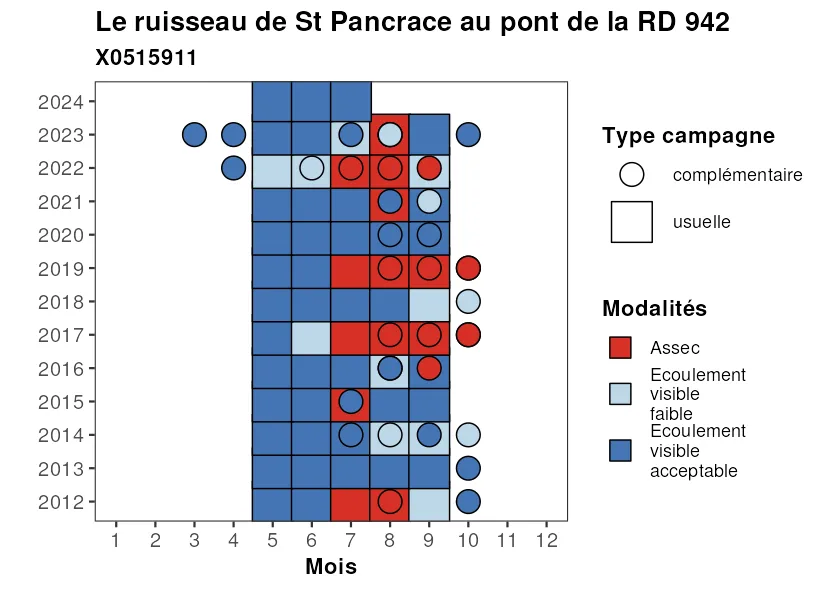 Le ruisseau de St Pancrace au pont de la RD 942
X0515911
2024
2023
2022
2021
2020
2019
2018
2017
2016
2015
2014
2013
2012
1 2 3 4 5 6 7 8 9 10 11 12
Mois
Type campagne
complémentaire
usuelle
Modalités
Assec
Ecoulement
visible
faible
Ecoulement
visible
acceptable